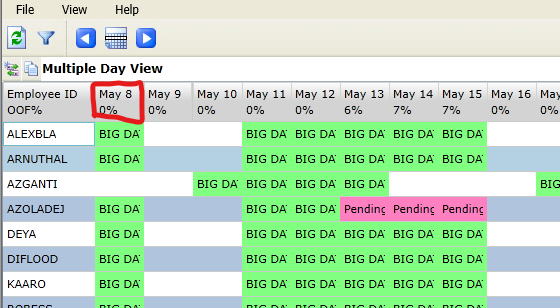 File View Help
Multiple Day View
Employee ID May 8 May 9 May 10 May 11 May 12 May 13 May 14 May 15 May 16 May
OOF% 0% 0% 0% 0% 0% 6% 7% 7% 0% 0%
ALEXBLA BIG DA BIG DA BIG DA BIG DA BIG DA BIG DA
ARNUTHAL BIG DA BIG DA BIG DA BIG DA BIG DA BIG DA
AZGANTI BIG DA BIG DA BIG DA BIG DA BIG
AZOLADEJ BIG DA BIG DA BIG DA Pending Pending Pending
DEYA BIG DA BIG DA BIG DA BIG DA BIG DA BIG DA
DIFLOOD BIG DA BIG DA BIG DA BIG DA BIG DA BIG DA
KAARO BIG DA BIG DA BIG DA BIG DA BIG DA BIG DA